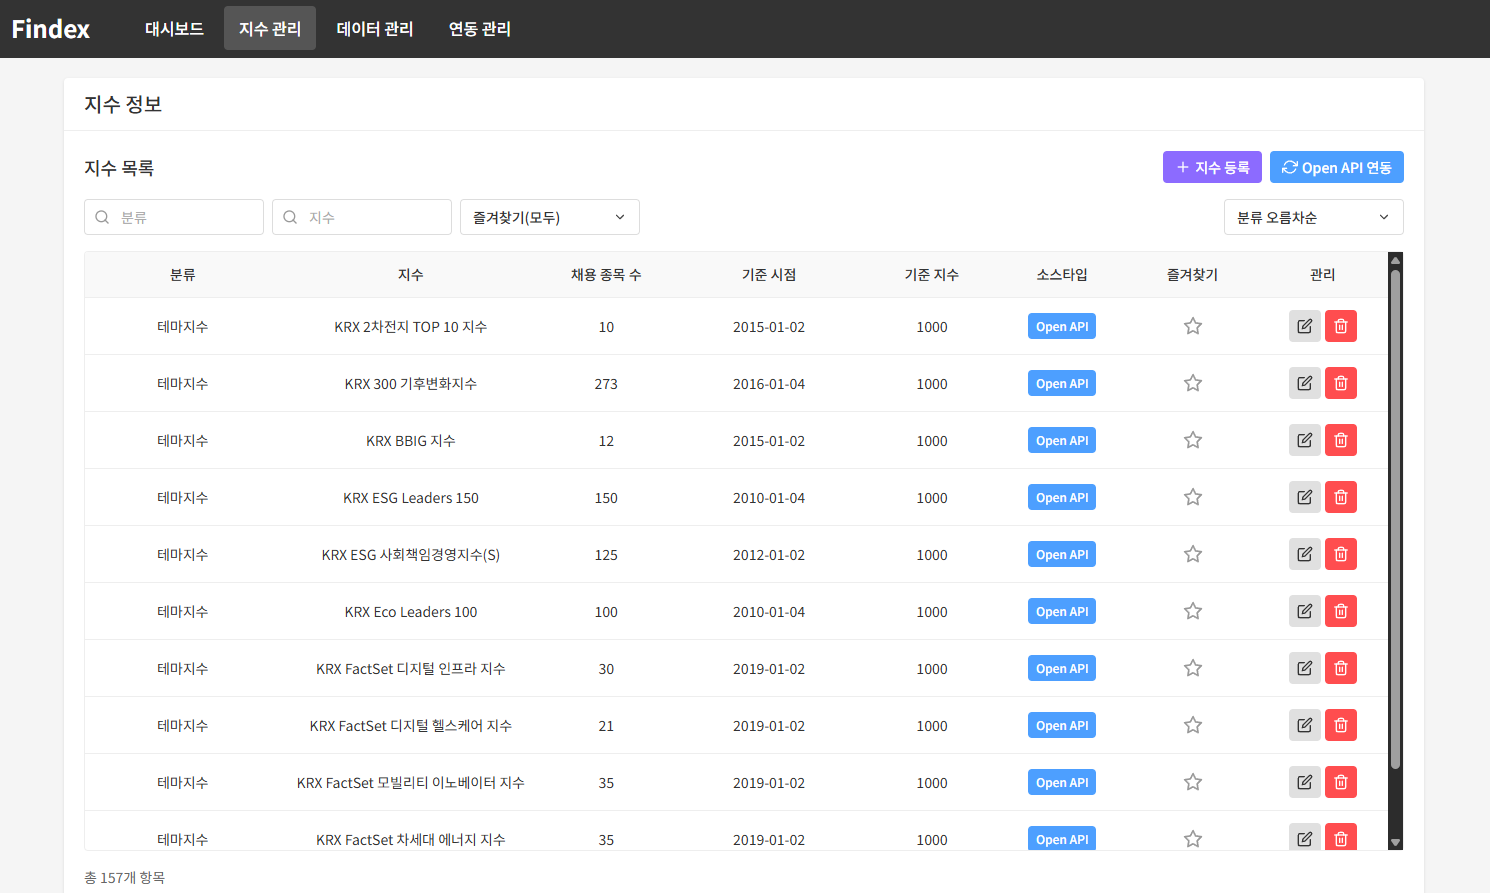 Findex 대시보드 지수 관리 데이터 관리 연동 관리
지수 정보
지수 목록 지수 등록 Open API 연동
분류 지수 즐겨찾기(모두) 분류 오름차순
분류 지수 채용 종목 수 기준 시점 기준 지수 소스타입 즐겨찾기 관리
테마지수 KRX 2차전지 TOP 10 지수 10 2015-01-02 1000 Open API
테마지수 KRX 300 기후변화지수 273 2016-01-04 1000 Open API
테마지수 KRX BBIG 지수 12 2015-01-02 1000 Open API
테마지수 KRX ESG Leaders 150 150 2010-01-04 1000 Open API
테마지수 KRX ESG 사회책임경영지수(S) 125 2012-01-02 1000 Open API
테마지수 KRX Eco Leaders 100 100 2010-01-04 1000 Open API
테마지수 KRX FactSet 디지털 인프라 지수 30 2019-01-02 1000 Open API
테마지수 KRX FactSet 디지털 헬스케어 지수 21 2019-01-02 1000 Open API
테마지수 KRX FactSet 모빌리티 이노베이터 지수 35 2019-01-02 1000 Open API
테마지수 KRX FactSet 차세대 에너지 지수 35 2019-01-02 1000 Open API
총 157개 항목